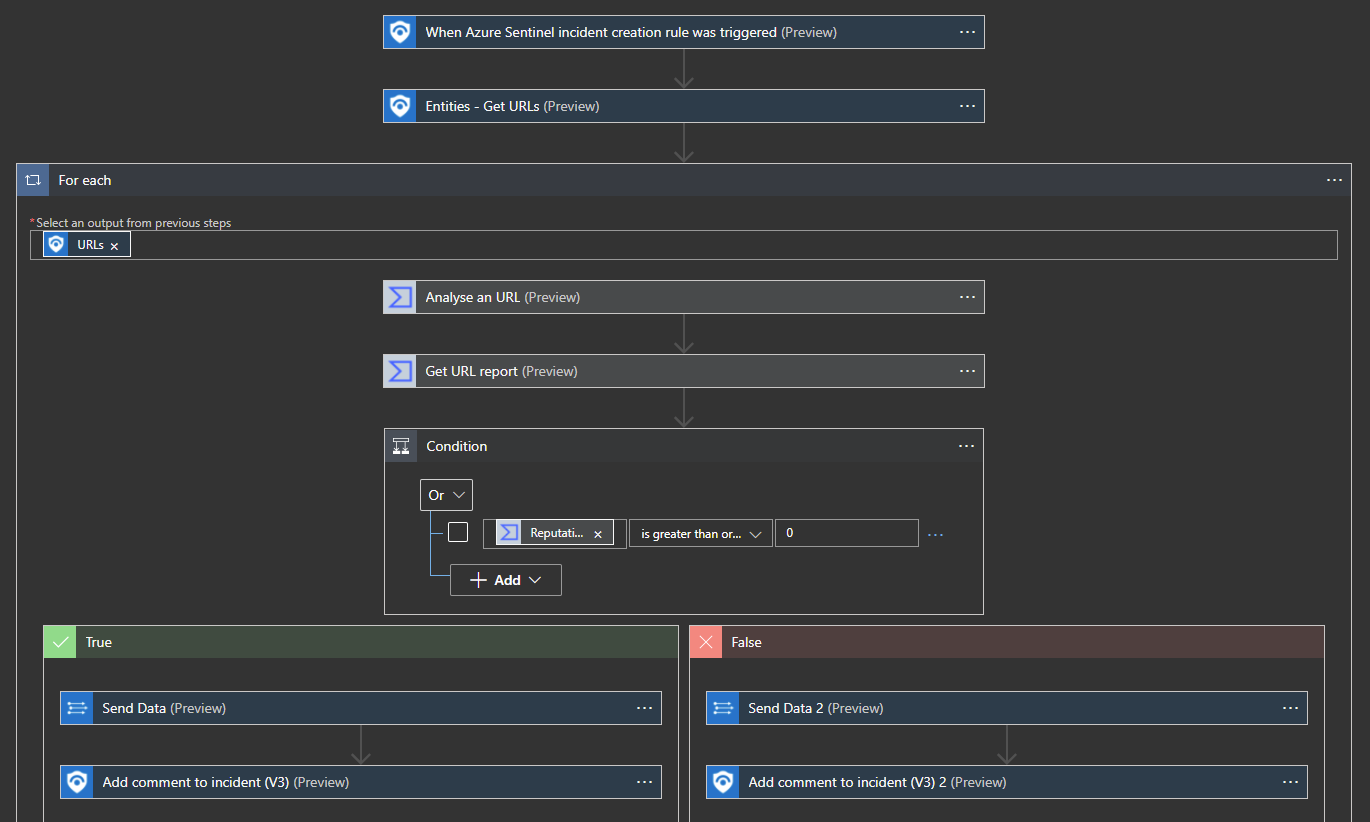 When Azure Sentinel incident creation rule was triggered (Preview)
Entities - Get URLs (Preview)
For each
*Select an output from previous steps
URLs
Analyse an URL (Preview)
Get URL report (Preview)
Condition
Or
Reputati... is greater than or... 0
Add
True
False
Send Data (Preview)
Send Data 2 (Preview)
Add comment to incident (V3) (Preview)
Add comment to incident (V3) 2 (Preview)